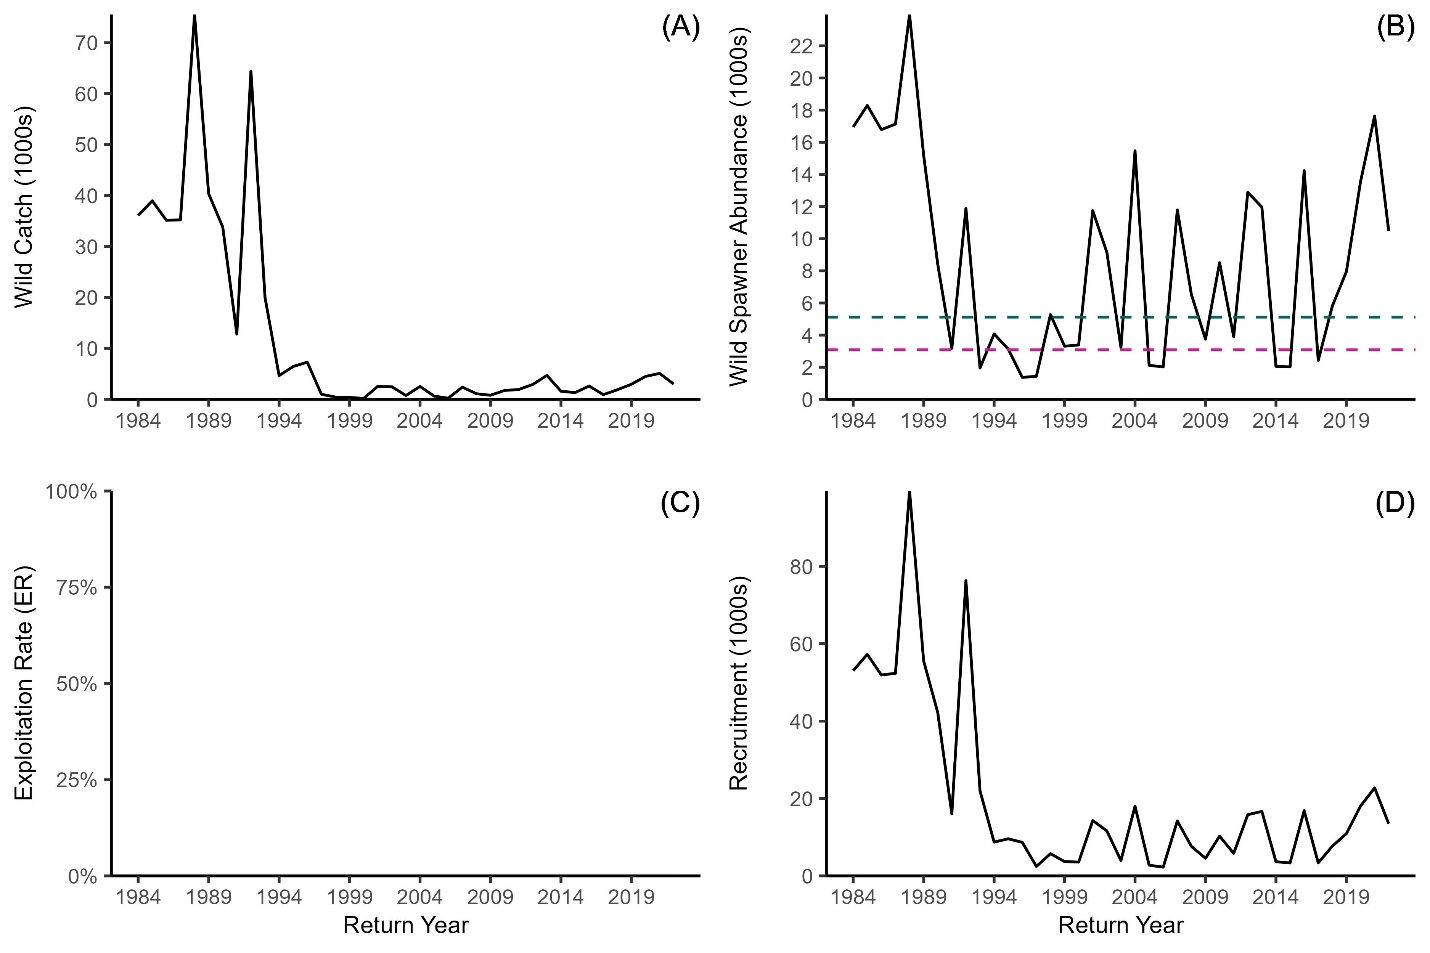 (A)
Wild Catch (1000s)
70
60
50
40
30
20
10
0
1984 1989 1994 1999 2004 2009 2014 2019
(B)
Wild Spawner Abundance (1000s)
22
20
18
16
14
12
10
8
6
4
2
0
1984 1989 1994 1999 2004 2009 2014 2019
(C)
Exploitation Rate (ER)
100%
75%
50%
25%
0%
1984 1989 1994 1999 2004 2009 2014 2019
Return Year
(D)
Recruitment (1000s)
80
60
40
20
0
1984 1989 1994 1999 2004 2009 2014 2019
Return Year